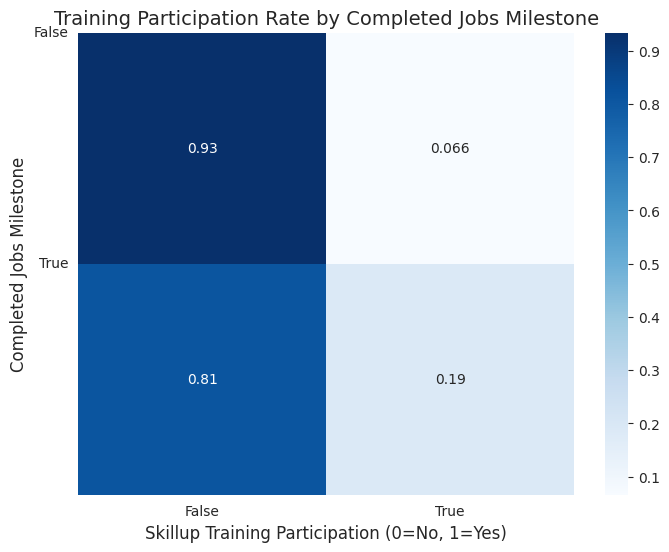 Training Participation Rate by Completed Jobs Milestone
False
True
Completed Jobs Milestone
0.93
0.066
0.81
0.19
False
True
Skillup Training Participation (0=No, 1=Yes)
0.9
0.8
0.7
0.6
0.5
0.4
0.3
0.2
0.1